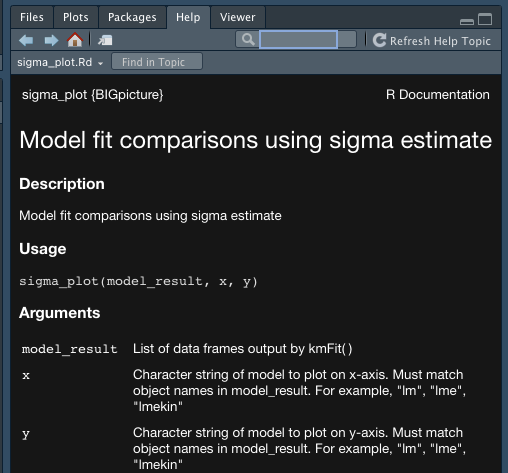 Files Plots Packages Help Viewer
Refresh Help Topic
sigma_plot.Rd Find in Topic
sigma_plot {BIGpicture} R Documentation
Model fit comparisons using sigma estimate
Description
Model fit comparisons using sigma estimate
Usage
sigma_plot(model_result, x, y)
Arguments
model_result List of data frames output by kmFit()
x Character string of model to plot on x-axis. Must match
object names in model_result. For example, "lm", "lme",
"lmekin"
y Character string of model to plot on y-axis. Must match
object names in model_result. For example, "lm", "lme",
"lmekin"